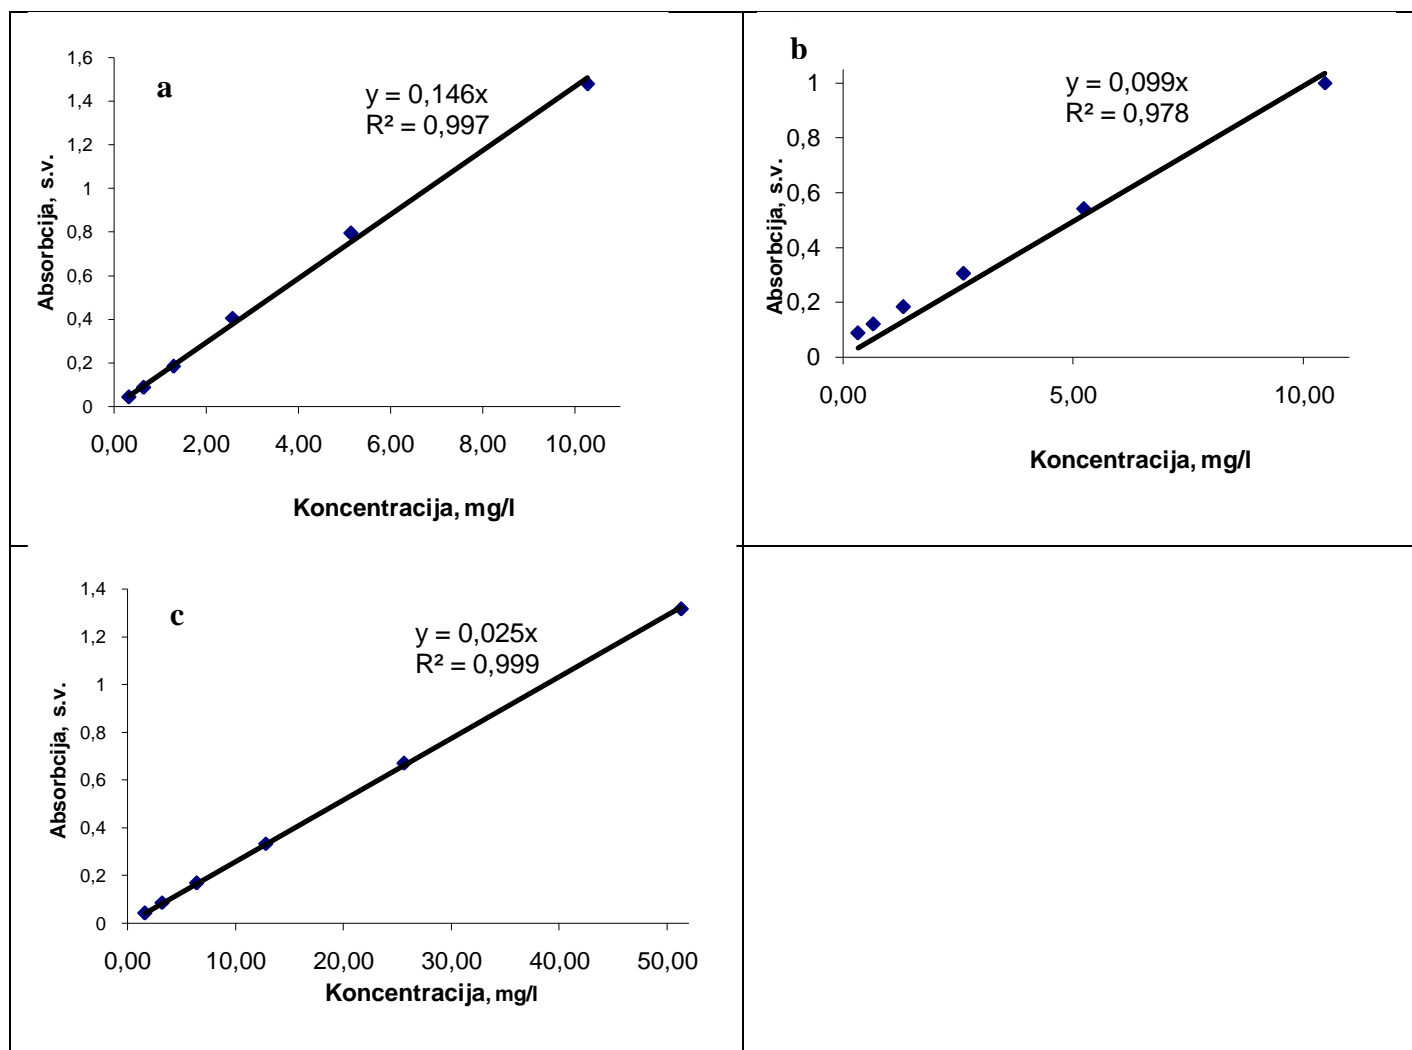 a
y = 0,146x
R² = 0,997
Absorbcija, s.v.
1,6
1,4
1,2
1
0,8
0,6
0,4
0,2
0
0,00 2,00 4,00 6,00 8,00 10,00
Koncentracija, mg/l
b
y = 0,099x
R² = 0,978
Absorbcija, s.v.
1
0,8
0,6
0,4
0,2
0
0,00 5,00 10,00
Koncentracija, mg/l
c
y = 0,025x
R² = 0,999
Absorbcija, s.v.
1,4
1,2
1
0,8
0,6
0,4
0,2
0
0,00 10,00 20,00 30,00 40,00 50,00
Koncentracija, mg/l